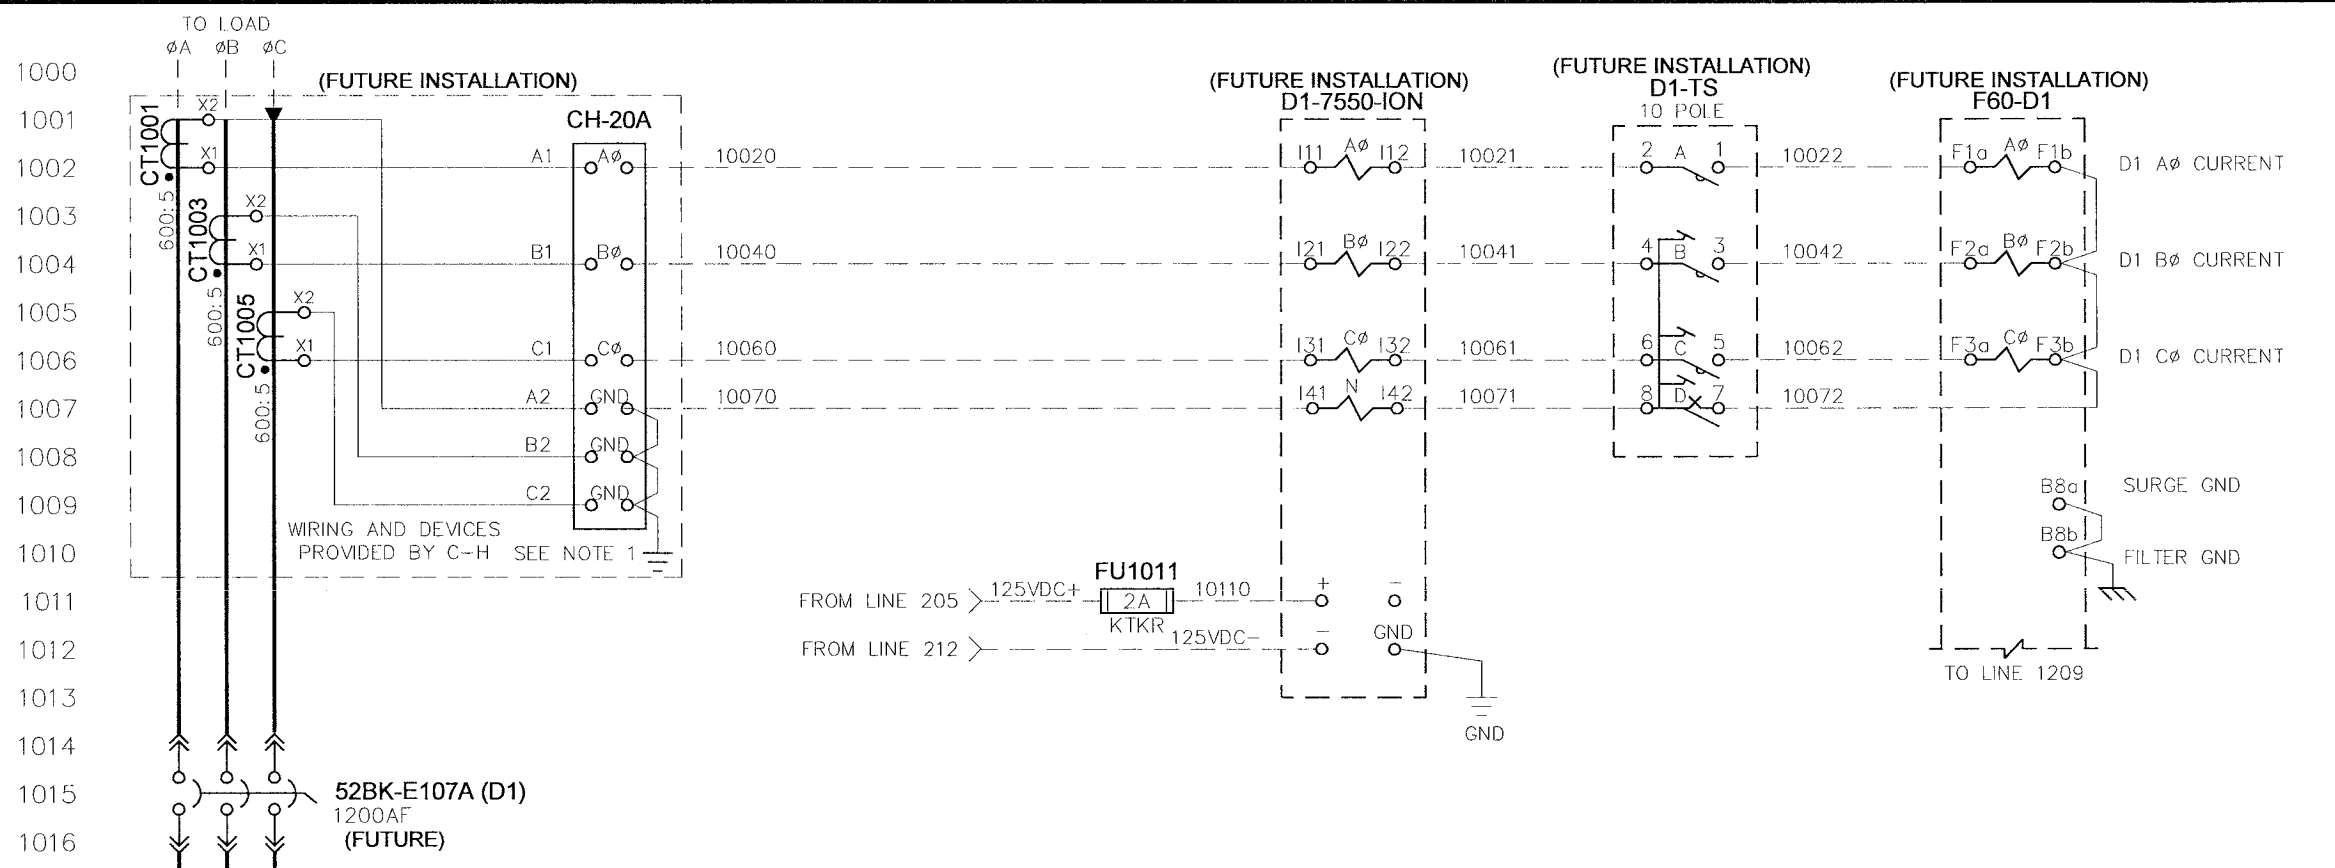 TO LOAD
øA øB øC
1000
(FUTURE INSTALLATION)
(FUTURE INSTALLATION)
D1-7550-ION
(FUTURE INSTALLATION)
D1-TS
10 POLE
(FUTURE INSTALLATION)
F60-D1
1001 X2 CH-20A
CT1001
600:5
1002 X1 A1 Aø 10020 I11 Aø I12 10021 2 A 1 10022 F1a Aø F1b D1 Aø CURRENT
1003 X2
CT1003
600:5
1004 X1 B1 Bø 10040 I21 Bø I22 10041 4 B 3 10042 F2a Bø F2b D1 Bø CURRENT
1005 X2
CT1005
600:5
1006 X1 C1 Cø 10060 I31 Cø I32 10061 6 C 5 10062 F3a Cø F3b D1 Cø CURRENT
1007 A2 GND 10070 I41 N I42 10071 8 D 7 10072
1008 B2 GND
1009 C2 GND B8a SURGE GND
WIRING AND DEVICES
1010 PROVIDED BY C-H SEE NOTE 1 B8b FILTER GND
FU1011
1011 FROM LINE 205 125VDC+ 2A 10110 + −
KTKR
1012 FROM LINE 212 125VDC− − GND
TO LINE 1209
1013
GND
1014
1015 52BK-E107A (D1)
1200AF
1016 (FUTURE)